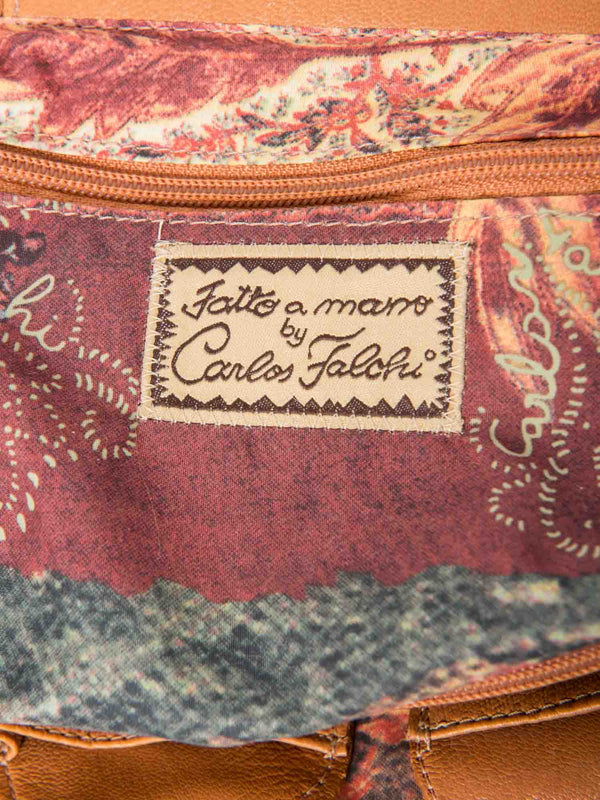 Fatto a mano
by
Carlos Falchi